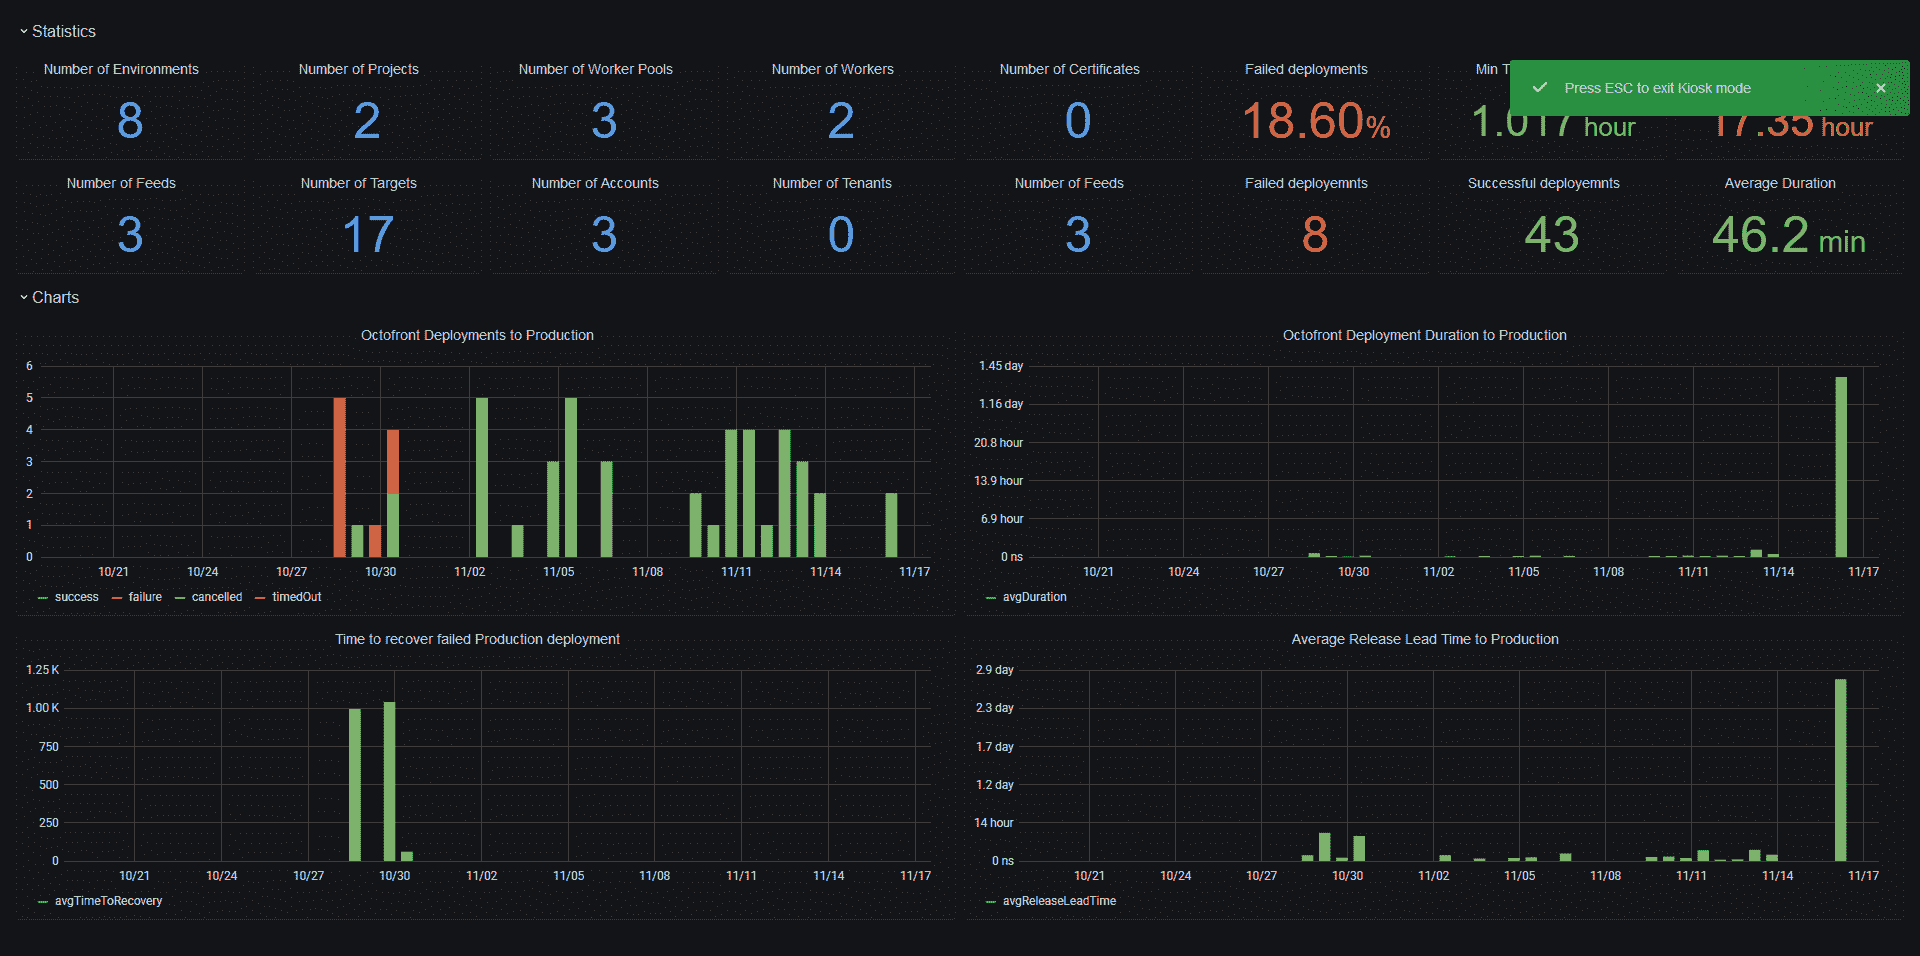 Statistics
Number of Environments
Number of Projects
Number of Worker Pools
Number of Workers
Number of Certificates
Failed deployments
Min T
Press ESC to exit Kiosk mode
8
2
3
2
0
18.60%
1.017 hour
17.35 hour
Number of Feeds
Number of Targets
Number of Accounts
Number of Tenants
Number of Feeds
Failed deployemnts
Successful deployemnts
Average Duration
3
17
3
0
3
8
43
46.2 min
Charts
Octofront Deployments to Production
6
5
4
3
2
1
0
10/21 10/24 10/27 10/30 11/02 11/05 11/08 11/11 11/14 11/17
success failure cancelled timedOut
Octofront Deployment Duration to Production
1.45 day
1.16 day
20.8 hour
13.9 hour
6.9 hour
0 ns
10/21 10/24 10/27 10/30 11/02 11/05 11/08 11/11 11/14 11/17
avgDuration
Time to recover failed Production deployment
1.25 K
1.00 K
750
500
250
0
10/21 10/24 10/27 10/30 11/02 11/05 11/08 11/11 11/14 11/17
avgTimeToRecovery
Average Release Lead Time to Production
2.9 day
2.3 day
1.7 day
1.2 day
14 hour
0 ns
10/21 10/24 10/27 10/30 11/02 11/05 11/08 11/11 11/14 11/17
avgReleaseLeadTime